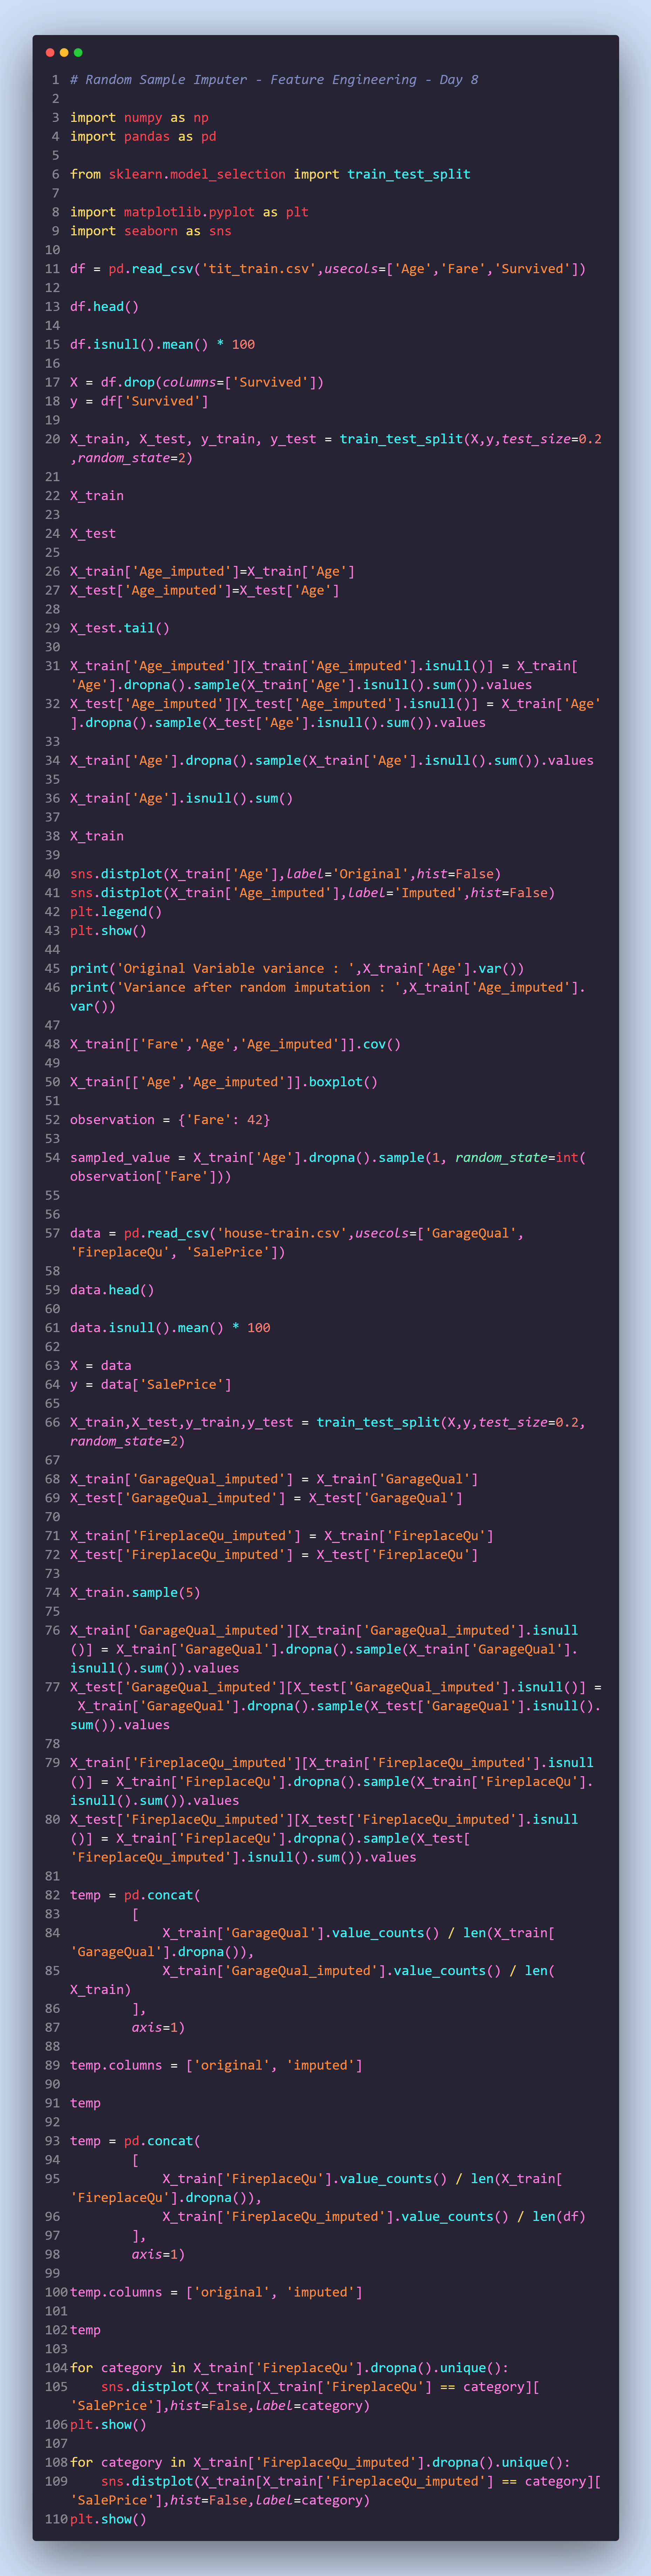 1 # Random Sample Imputer - Feature Engineering - Day 8
2
3 import numpy as np
4 import pandas as pd
5
6 from sklearn.model_selection import train_test_split
7
8 import matplotlib.pyplot as plt
9 import seaborn as sns
10
11 df = pd.read_csv('tit_train.csv',usecols=['Age','Fare','Survived'])
12
13 df.head()
14
15 df.isnull().mean() * 100
16
17 X = df.drop(columns=['Survived'])
18 y = df['Survived']
19
20 X_train, X_test, y_train, y_test = train_test_split(X,y,test_size=0.2
,random_state=2)
21
22 X_train
23
24 X_test
25
26 X_train['Age_imputed']=X_train['Age']
27 X_test['Age_imputed']=X_test['Age']
28
29 X_test.tail()
30
31 X_train['Age_imputed'][X_train['Age_imputed'].isnull()] = X_train[
'Age'].dropna().sample(X_train['Age'].isnull().sum()).values
32 X_test['Age_imputed'][X_test['Age_imputed'].isnull()] = X_train['Age'
].dropna().sample(X_test['Age'].isnull().sum()).values
33
34 X_train['Age'].dropna().sample(X_train['Age'].isnull().sum()).values
35
36 X_train['Age'].isnull().sum()
37
38 X_train
39
40 sns.distplot(X_train['Age'],label='Original',hist=False)
41 sns.distplot(X_train['Age_imputed'],label='Imputed',hist=False)
42 plt.legend()
43 plt.show()
44
45 print('Original Variable variance : ',X_train['Age'].var())
46 print('Variance after random imputation : ',X_train['Age_imputed'].
var())
47
48 X_train[['Fare','Age','Age_imputed']].cov()
49
50 X_train[['Age','Age_imputed']].boxplot()
51
52 observation = {'Fare': 42}
53
54 sampled_value = X_train['Age'].dropna().sample(1, random_state=int(
observation['Fare']))
55
56
57 data = pd.read_csv('house-train.csv',usecols=['GarageQual',
'FireplaceQu', 'SalePrice'])
58
59 data.head()
60
61 data.isnull().mean() * 100
62
63 X = data
64 y = data['SalePrice']
65
66 X_train,X_test,y_train,y_test = train_test_split(X,y,test_size=0.2,
random_state=2)
67
68 X_train['GarageQual_imputed'] = X_train['GarageQual']
69 X_test['GarageQual_imputed'] = X_test['GarageQual']
70
71 X_train['FireplaceQu_imputed'] = X_train['FireplaceQu']
72 X_test['FireplaceQu_imputed'] = X_test['FireplaceQu']
73
74 X_train.sample(5)
75
76 X_train['GarageQual_imputed'][X_train['GarageQual_imputed'].isnull
()] = X_train['GarageQual'].dropna().sample(X_train['GarageQual'].
isnull().sum()).values
77 X_test['GarageQual_imputed'][X_test['GarageQual_imputed'].isnull()] =
X_train['GarageQual'].dropna().sample(X_test['GarageQual'].isnull().
sum()).values
78
79 X_train['FireplaceQu_imputed'][X_train['FireplaceQu_imputed'].isnull
()] = X_train['FireplaceQu'].dropna().sample(X_train['FireplaceQu'].
isnull().sum()).values
80 X_test['FireplaceQu_imputed'][X_test['FireplaceQu_imputed'].isnull
()] = X_train['FireplaceQu'].dropna().sample(X_test[
'FireplaceQu_imputed'].isnull().sum()).values
81
82 temp = pd.concat(
83         [
84             X_train['GarageQual'].value_counts() / len(X_train[
'GarageQual'].dropna()),
85             X_train['GarageQual_imputed'].value_counts() / len(
X_train)
86         ],
87         axis=1)
88
89 temp.columns = ['original', 'imputed']
90
91 temp
92
93 temp = pd.concat(
94         [
95             X_train['FireplaceQu'].value_counts() / len(X_train[
'FireplaceQu'].dropna()),
96             X_train['FireplaceQu_imputed'].value_counts() / len(df)
97         ],
98         axis=1)
99
100 temp.columns = ['original', 'imputed']
101
102 temp
103
104 for category in X_train['FireplaceQu'].dropna().unique():
105     sns.distplot(X_train[X_train['FireplaceQu'] == category][
'SalePrice'],hist=False,label=category)
106 plt.show()
107
108 for category in X_train['FireplaceQu_imputed'].dropna().unique():
109     sns.distplot(X_train[X_train['FireplaceQu_imputed'] == category][
'SalePrice'],hist=False,label=category)
110 plt.show()